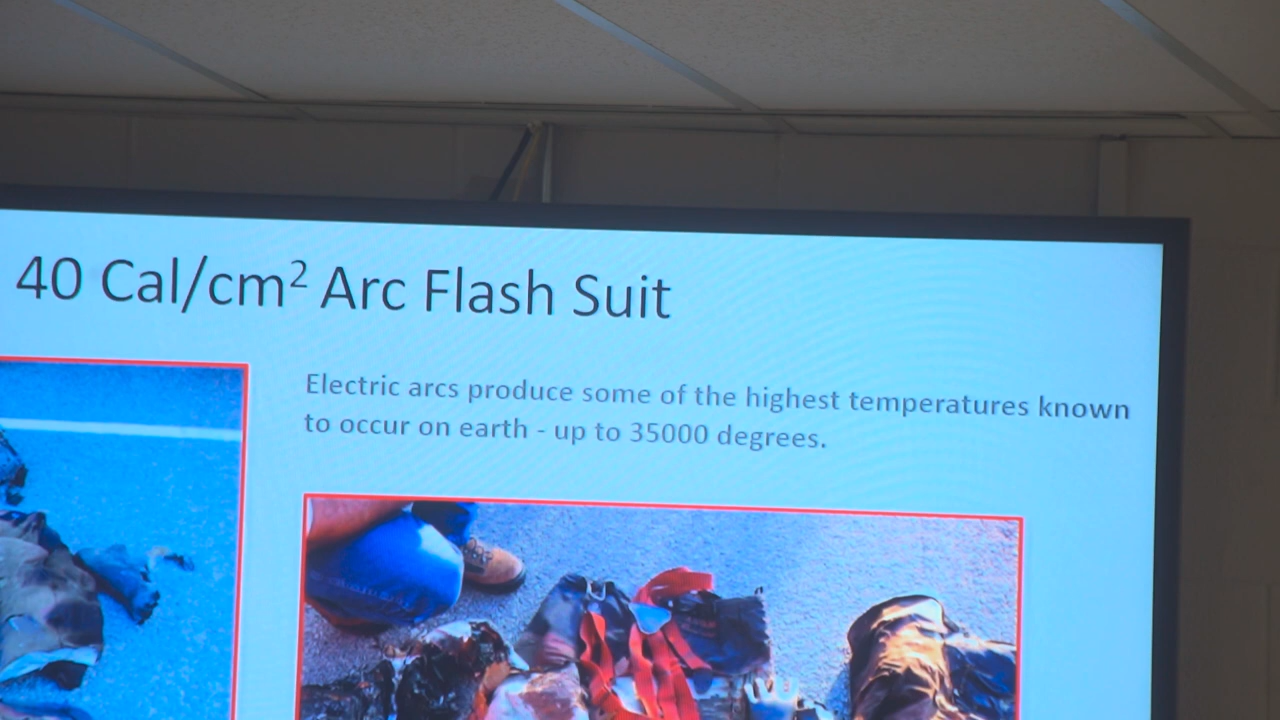 40 Cal/cm² Arc Flash Suit
Electric arcs produce some of the highest temperatures known
to occur on earth - up to 35000 degrees.